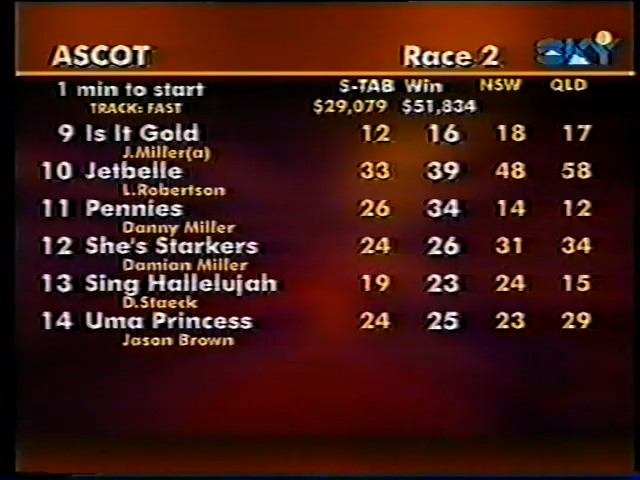 ASCOT Race 2 SKY 1
1 min to start S-TAB Win NSW QLD
TRACK: FAST $29,079 $51,834
9 Is It Gold 12 16 18 17
J.Miller(a)
10 Jetbelle 33 39 48 58
L.Robertson
11 Pennies 26 34 14 12
Danny Miller
12 She's Starkers 24 26 31 34
Damian Miller
13 Sing Hallelujah 19 23 24 15
D.Staeck
14 Uma Princess 24 25 23 29
Jason Brown